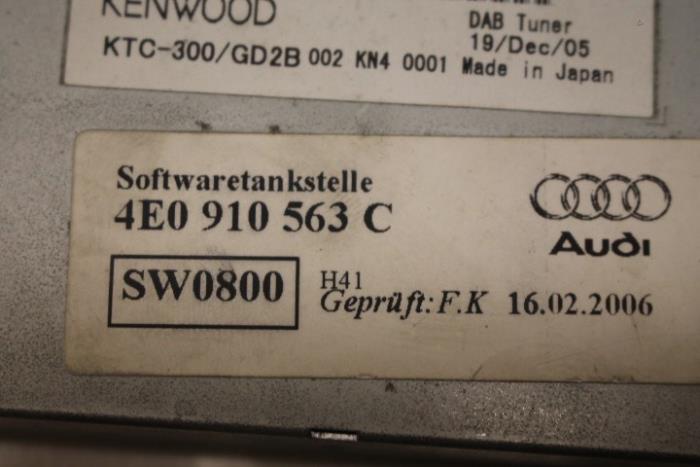 KENWOOD
DAB Tuner
19/Dec/05
KTC-300/GD2B 002 KN4 0001 Made in Japan
Softwaretankstelle
4E0 910 563 C
Audi
SW0800
H41
Geprüft: F.K 16.02.2006